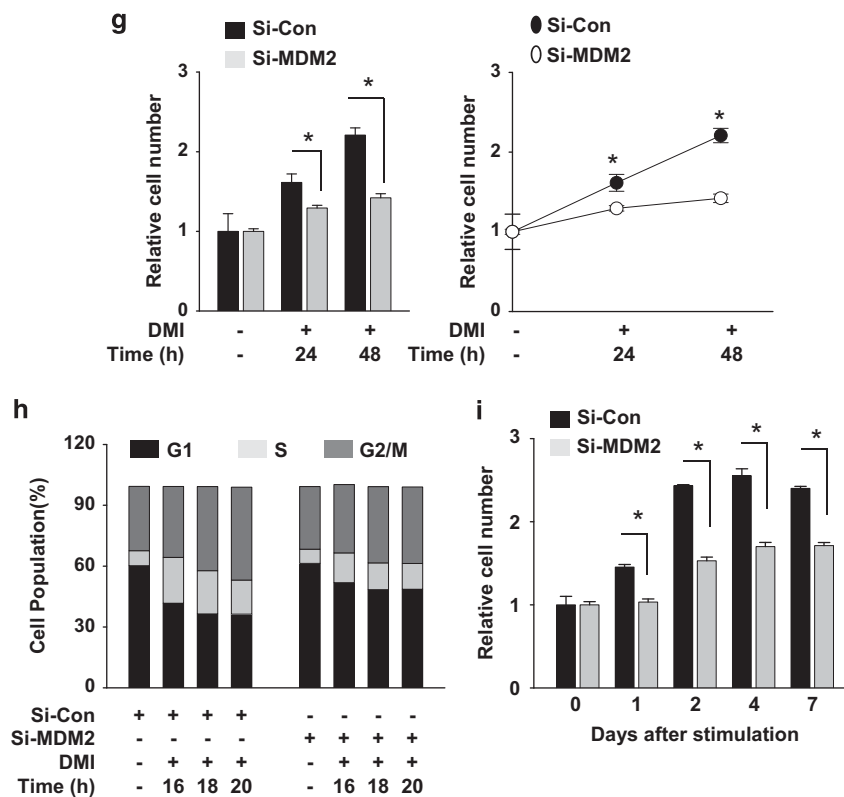 g
Si-Con
Si-MDM2
Relative cell number
3
2
1
0
*
*
DMI - + +
Time (h) - 24 48
Si-Con
Si-MDM2
Relative cell number
3
2
1
0
*
*
DMI - + +
Time (h) - 24 48
h
G1 S G2/M
Cell Population(%)
120
90
60
30
0
Si-Con + + + + - - - -
Si-MDM2 - - - - + + + +
DMI - + + + - + + +
Time (h) - 16 18 20 - 16 18 20
i
Si-Con
Si-MDM2
Relative cell number
3
2
1
0
*
*
*
*
0 1 2 4 7
Days after stimulation